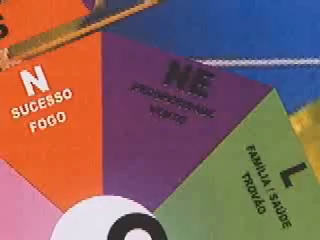 N
SUCESSO
FOGO
NE
PROSPERIDADE
VENTO
L
FAMÍLIA / SAÚDE
TROVÃO